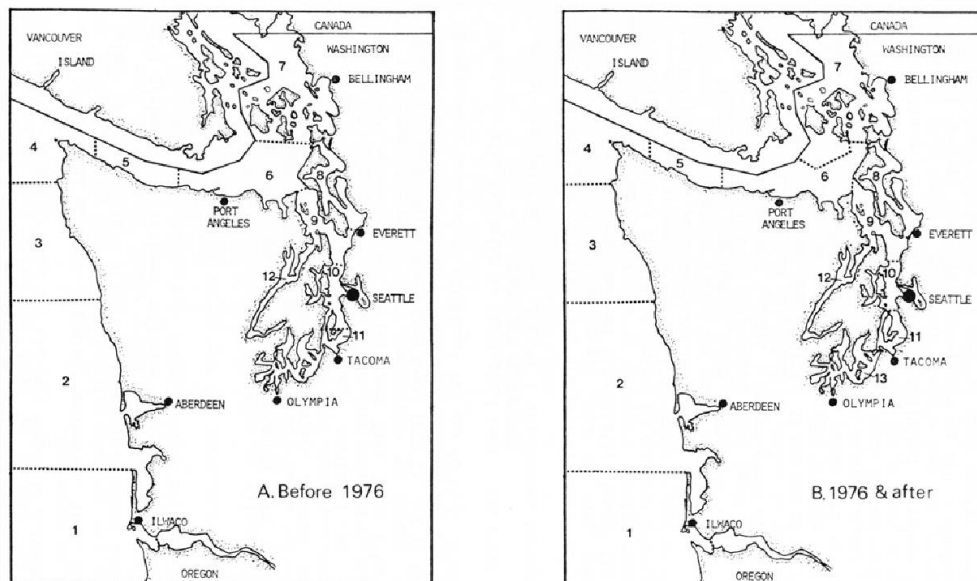 CANADA
VANCOUVER
WASHINGTON
ISLAND
7
BELLINGHAM
4
5
6
8
PORT
ANGELES
9
EVERETT
3
12
10
SEATTLE
11
TACOMA
2
ABERDEEN
OLYMPIA
A. Before 1976
1
ILWACO
OREGON
CANADA
VANCOUVER
WASHINGTON
ISLAND
7
BELLINGHAM
4
5
6
8
PORT
ANGELES
9
EVERETT
3
12
10
SEATTLE
11
TACOMA
13
2
ABERDEEN
OLYMPIA
B. 1976 & after
1
ILWACO
OREGON